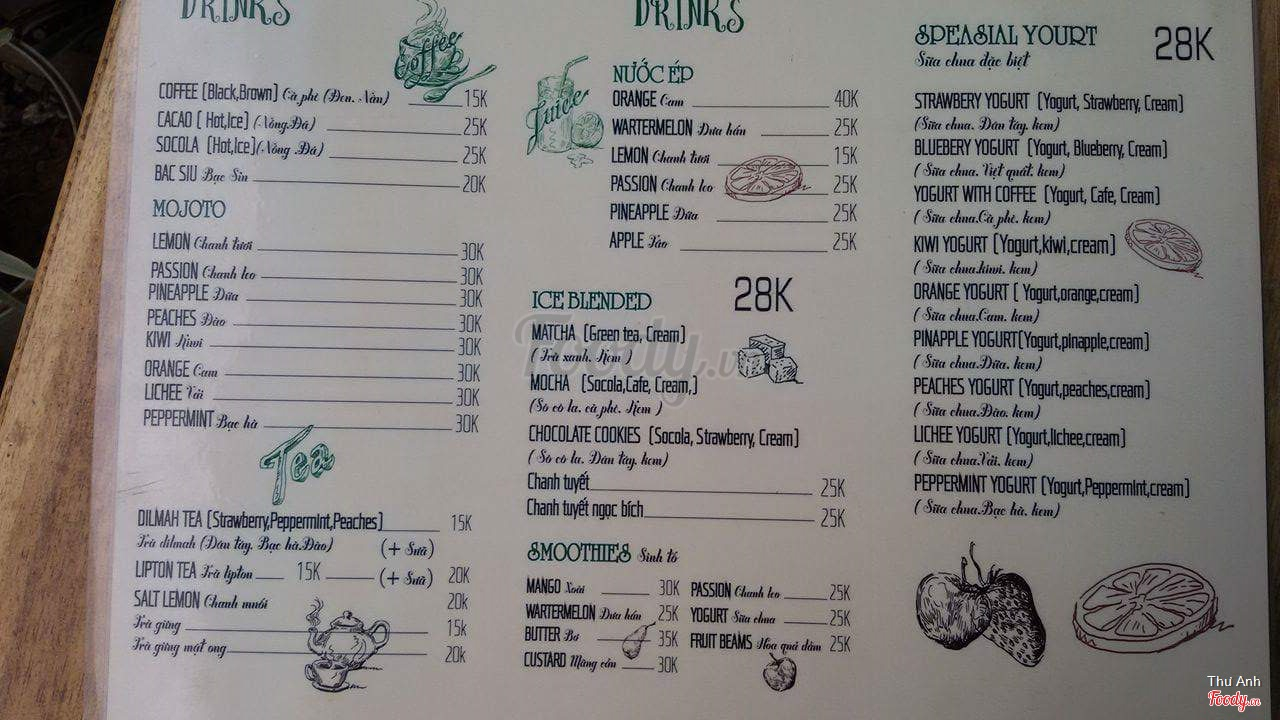 DRINKS
Coffee
COFFEE (Black,Brown) Cà phê (Đen, Nâu) 15K
CACAO ( Hot,Ice) (Nóng,Đá) 25K
SOCOLA (Hot,Ice)(Nóng ,Đá) 25K
BAC SIU Bạc Sỉu 20K
MOJOTO
LEMON Chanh tươi 30K
PASSION Chanh leo 30K
PINEAPPLE Dứa 30K
PEACHES Đào 30K
KIWI Kiwi 30K
ORANGE Cam 30K
LICHEE Vải 30K
PEPPERMINT Bạc hà 30K
Tea
DILMAH TEA (Strawberry,Peppermint,Peaches) 15K
Trà dilmah (Dâu tây, Bạc hà,Đào) (+ Sữa)
LIPTON TEA Trà lipton 15K (+ Sữa) 20K
SALT LEMON Chanh muối 20k
Trà gừng 15k
Trà gừng mật ong 20k
DRINKS
Juice
NƯỚC ÉP
ORANGE Cam 40K
WARTERMELON Dưa hấu 25K
LEMON Chanh tươi 15K
PASSION Chanh leo 25K
PINEAPPLE Dứa 25K
APPLE Táo 25K
ICE BLENDED 28K
MATCHA (Green tea, Cream)
( Trà xanh, Kem )
MOCHA (Socola,Cafe, Cream,)
(Sô cô la, cà phê, Kem )
CHOCOLATE COOKIES (Socola, Strawberry, Cream)
( Sô cô la, Dâu tây, kem)
Chanh tuyết 25K
Chanh tuyết ngọc bích 25K
SMOOTHIES Sinh tố
MANGO Xoài 30K PASSION Chanh leo 25K
WARTERMELON Dưa hấu 25K YOGURT Sữa chua 25K
BUTTER Bơ 35K FRUIT BEAMS Hoa quả dầm 25K
CUSTARD Mãng cầu 30K
SPEASIAL YOURT 28K
Sữa chua đặc biệt
STRAWBERY YOGURT (Yogurt, Strawberry, Cream)
(Sữa chua, Dâu tây, kem)
BLUEBERY YOGURT (Yogurt, Blueberry, Cream)
(Sữa chua, Việt quất, kem)
YOGURT WITH COFFEE (Yogurt, Cafe, Cream)
( Sữa chua,Cà phê, kem)
KIWI YOGURT (Yogurt,kiwi,cream)
(Sữa chua,kiwi, kem)
ORANGE YOGURT ( Yogurt,orange,cream)
(Sữa chua,Cam, kem)
PINAPPLE YOGURT(Yogurt,pinapple,cream)
( Sữa chua,Dứa, kem)
PEACHES YOGURT (Yogurt,peaches,cream)
( Sữa chua,Đào, kem)
LICHEE YOGURT (Yogurt,lichee,cream)
( Sữa chua,Vải, kem)
PEPPERMINT YOGURT (Yogurt,Peppermint,cream)
( Sữa chua,Bạc hà, kem)
Foody.vn
Thư Anh
Foody.vn